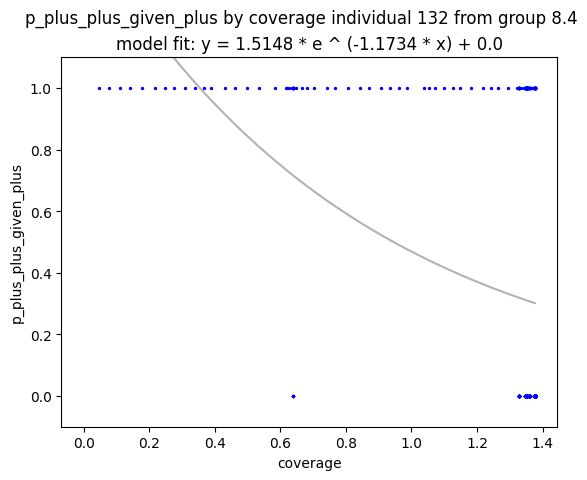 p_plus_plus_given_plus by coverage individual 132 from group 8.4
model fit: y = 1.5148 * e ^ (-1.1734 * x) + 0.0
p_plus_plus_given_plus
1.0
0.8
0.6
0.4
0.2
0.0
0.0 0.2 0.4 0.6 0.8 1.0 1.2 1.4
coverage